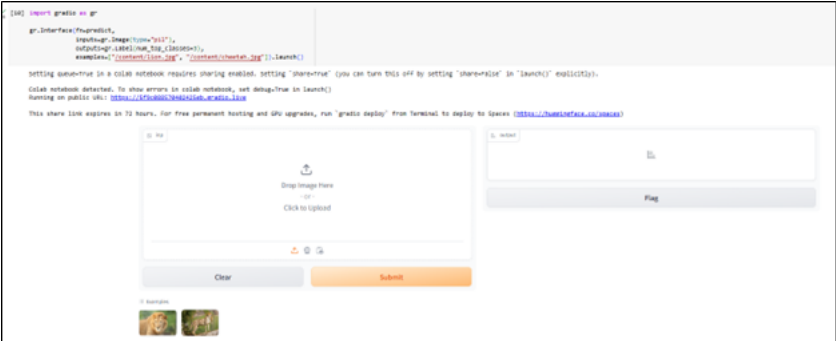 [10] import gradio as gr
gr.Interface(fn=predict,
inputs=gr.Image(type="pil"),
outputs=gr.Label(num_top_classes=3),
examples=["/content/lion.jpg", "/content/cheetah.jpg"]).launch()
Setting queue=True in a Colab notebook requires sharing enabled. Setting `share=True` (you can turn this off by setting `share=False` in `launch()` explicitly).
Colab notebook detected. To show errors in colab notebook, set debug=True in launch()
Running on public URL:
This share link expires in 72 hours. For free permanent hosting and GPU upgrades, run `gradio deploy` from Terminal to deploy to Spaces (https://huggingface.co/spaces)
output
Drop Image Here
- or -
Click to Upload
Flag
Clear
Submit
Examples